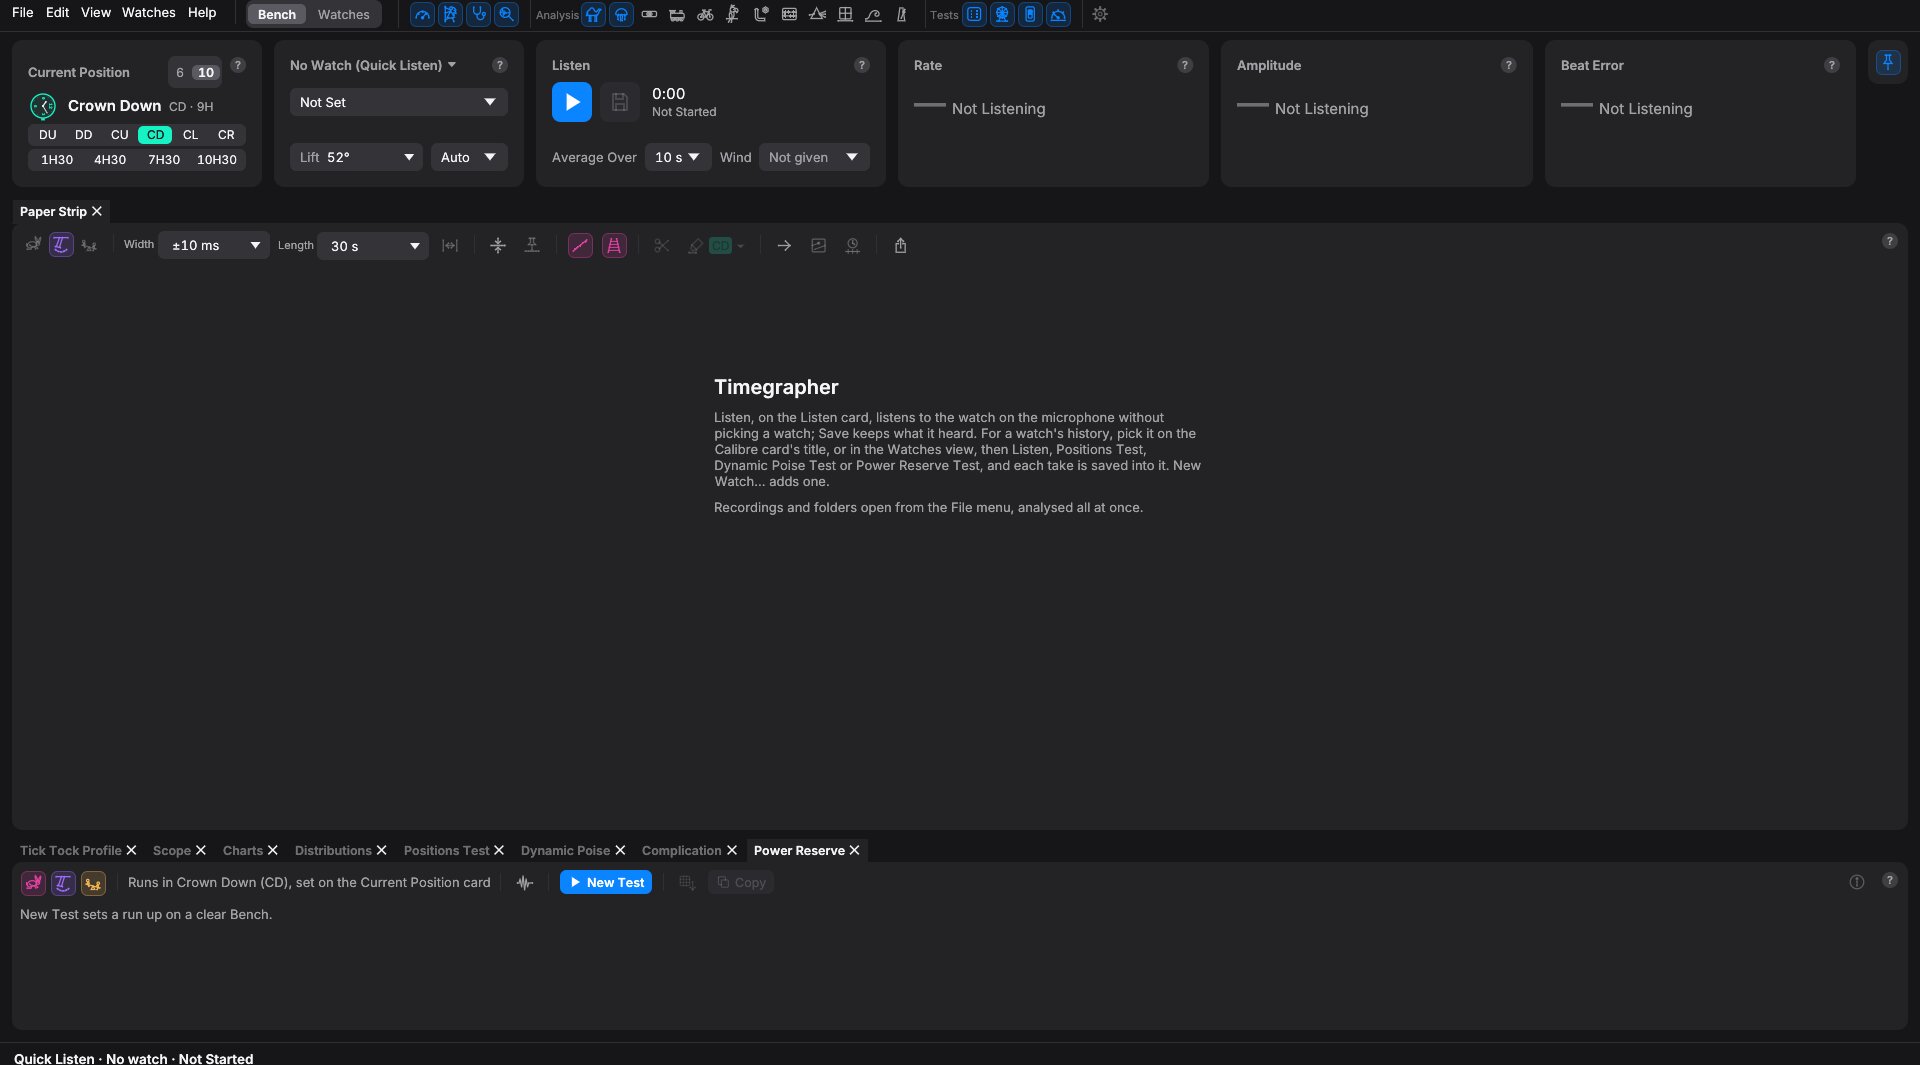 File Edit View Watches Help Bench Watches Analysis Tests
Current Position 6 10 ?
Crown Down CD · 9H
DU DD CU CD CL CR
1H30 4H30 7H30 10H30
No Watch (Quick Listen) ?
Not Set
Lift 52° Auto
Listen ?
0:00
Not Started
Average Over 10 s Wind Not given
Rate ?
Not Listening
Amplitude ?
Not Listening
Beat Error ?
Not Listening
Paper Strip
Width ±10 ms Length 30 s CD ?
Timegrapher
Listen, on the Listen card, listens to the watch on the microphone without
picking a watch; Save keeps what it heard. For a watch's history, pick it on the
Calibre card's title, or in the Watches view, then Listen, Positions Test,
Dynamic Poise Test or Power Reserve Test, and each take is saved into it. New
Watch... adds one.
Recordings and folders open from the File menu, analysed all at once.
Tick Tock Profile Scope Charts Distributions Positions Test Dynamic Poise Complication Power Reserve
Runs in Crown Down (CD), set on the Current Position card New Test Copy ?
New Test sets a run up on a clear Bench.
Quick Listen · No watch · Not Started